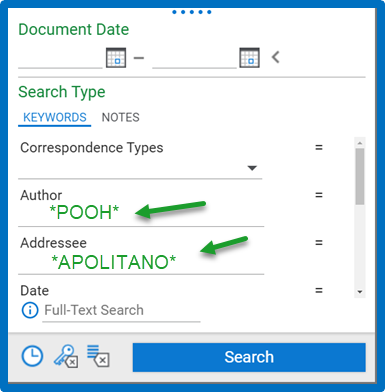 Document Date
–
Search Type
KEYWORDS NOTES
Correspondence Types =
Author =
*POOH*
Addressee =
*APOLITANO*
Date =
Full-Text Search
Search